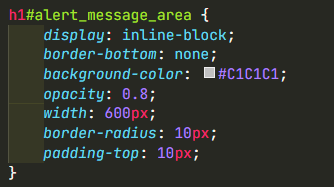 h1#alert_message_area {
display: inline-block;
border-bottom: none;
background-color: #C1C1C1;
opacity: 0.8;
width: 600px;
border-radius: 10px;
padding-top: 10px;
}